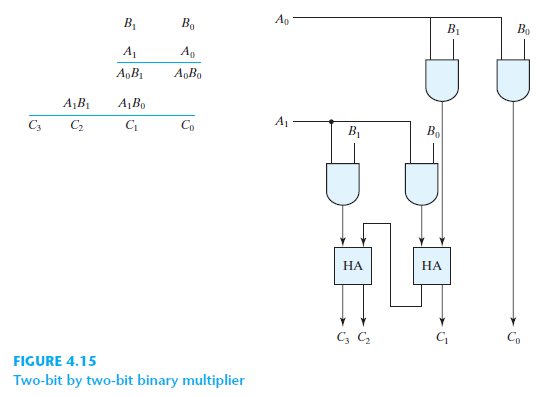 B₁ B₀
A₁ A₀
A₀B₁ A₀B₀
A₁B₁ A₁B₀
C₃ C₂ C₁ C₀
A₀
B₁ B₀
A₁
B₁ B₀
HA HA
C₃ C₂ C₁ C₀
FIGURE 4.15
Two-bit by two-bit binary multiplier